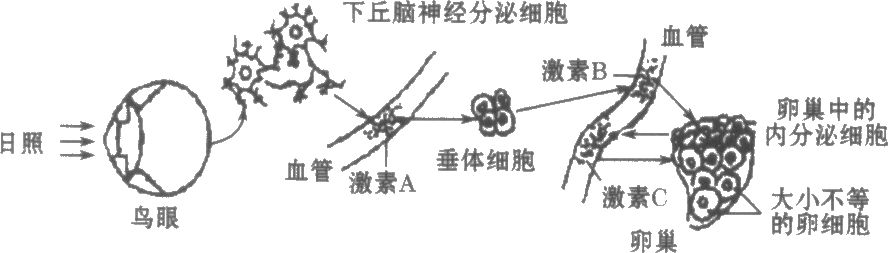 下丘脑神经分泌细胞
血管
激素B
卵巢中的
内分泌细胞
日照
血管
垂体细胞
激素A
激素C
大小不等
的卵细胞
鸟眼
卵巢